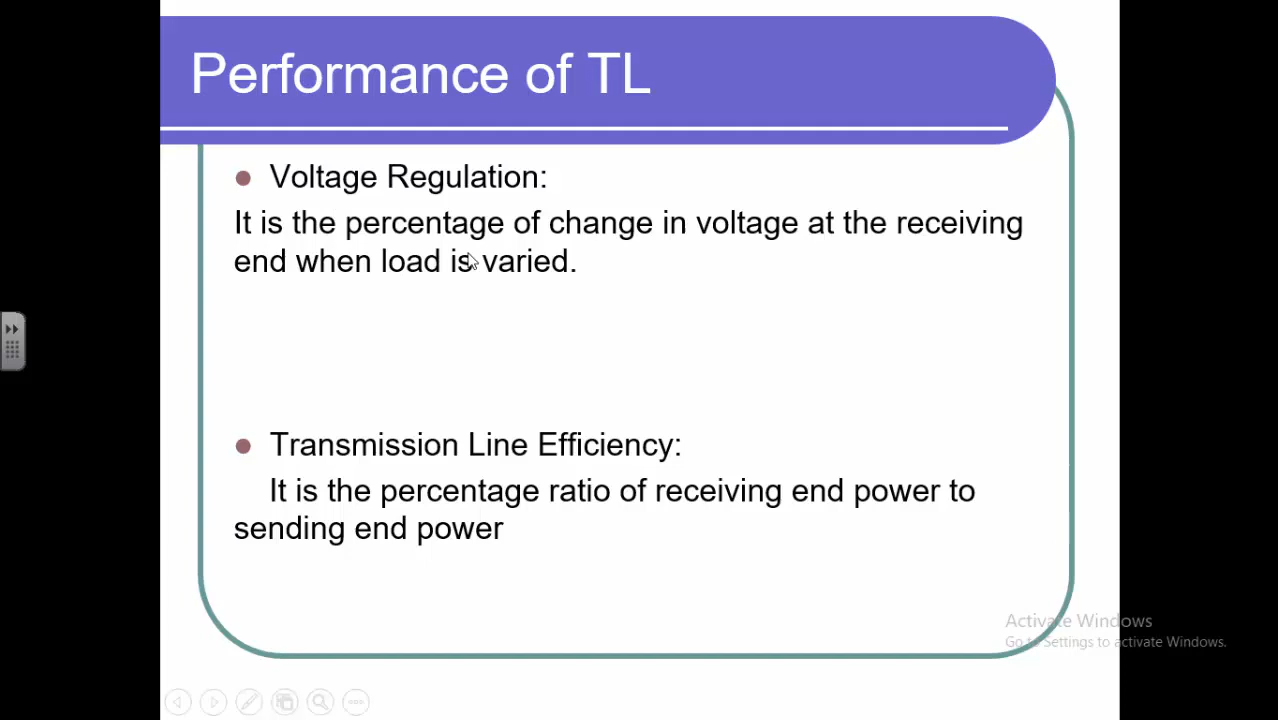 Performance of TL
Voltage Regulation:
It is the percentage of change in voltage at the receiving
end when load is varied.
Transmission Line Efficiency:
It is the percentage ratio of receiving end power to
sending end power
Activate Windows
Go to Settings to activate Windows.